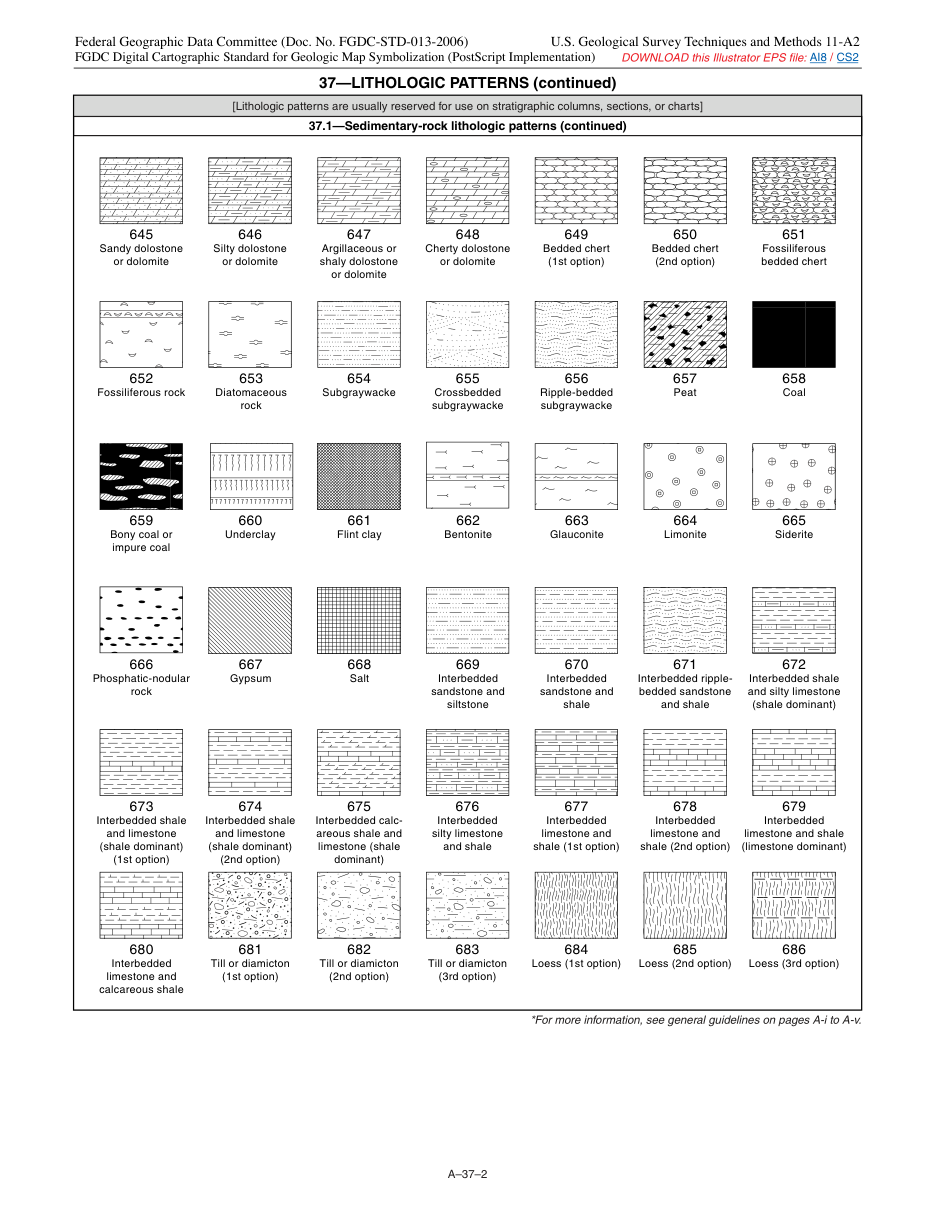 Federal Geographic Data Committee (Doc. No. FGDC-STD-013-2006) U.S. Geological Survey Techniques and Methods 11-A2
FGDC Digital Cartographic Standard for Geologic Map Symbolization (PostScript Implementation) DOWNLOAD this Illustrator EPS file: AI8 / CS2
37—LITHOLOGIC PATTERNS (continued)
[Lithologic patterns are usually reserved for use on stratigraphic columns, sections, or charts]
37.1—Sedimentary-rock lithologic patterns (continued)
645
Sandy dolostone
or dolomite
646
Silty dolostone
or dolomite
647
Argillaceous or
shaly dolostone
or dolomite
648
Cherty dolostone
or dolomite
649
Bedded chert
(1st option)
650
Bedded chert
(2nd option)
651
Fossiliferous
bedded chert
652
Fossiliferous rock
653
Diatomaceous
rock
654
Subgraywacke
655
Crossbedded
subgraywacke
656
Ripple-bedded
subgraywacke
657
Peat
658
Coal
659
Bony coal or
impure coal
660
Underclay
661
Flint clay
662
Bentonite
663
Glauconite
664
Limonite
665
Siderite
666
Phosphatic-nodular
rock
667
Gypsum
668
Salt
669
Interbedded
sandstone and
siltstone
670
Interbedded
sandstone and
shale
671
Interbedded ripple-
bedded sandstone
and shale
672
Interbedded shale
and silty limestone
(shale dominant)
673
Interbedded shale
and limestone
(shale dominant)
(1st option)
674
Interbedded shale
and limestone
(shale dominant)
(2nd option)
675
Interbedded calc-
areous shale and
limestone (shale
dominant)
676
Interbedded
silty limestone
and shale
677
Interbedded
limestone and
shale (1st option)
678
Interbedded
limestone and
shale (2nd option)
679
Interbedded
limestone and shale
(limestone dominant)
680
Interbedded
limestone and
calcareous shale
681
Till or diamicton
(1st option)
682
Till or diamicton
(2nd option)
683
Till or diamicton
(3rd option)
684
Loess (1st option)
685
Loess (2nd option)
686
Loess (3rd option)
*For more information, see general guidelines on pages A-i to A-v.
A–37–2